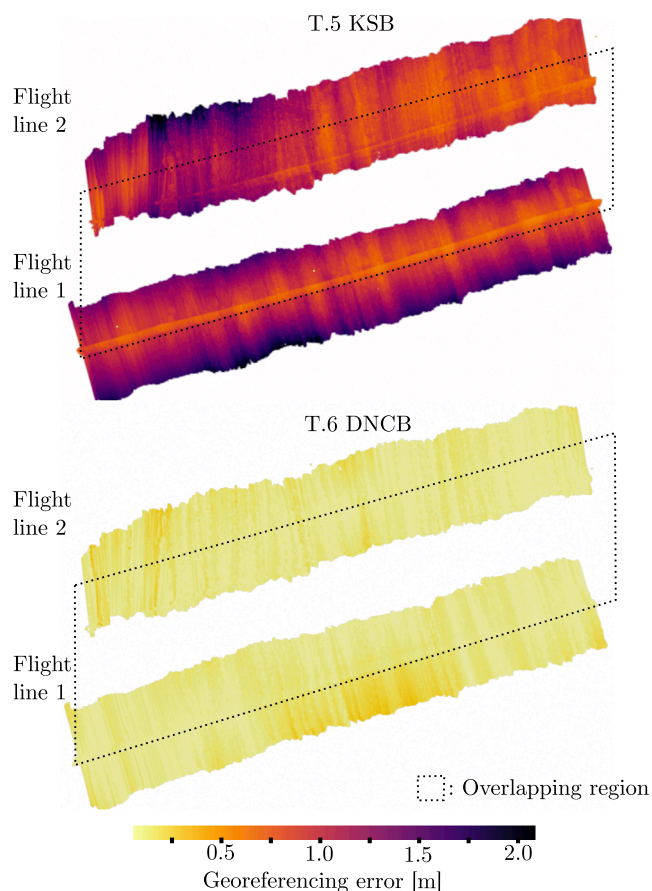 T.5 KSB
Flight
line 2
Flight
line 1
T.6 DNCB
Flight
line 2
Flight
line 1
: Overlapping region
0.5 1.0 1.5 2.0
Georeferencing error [m]